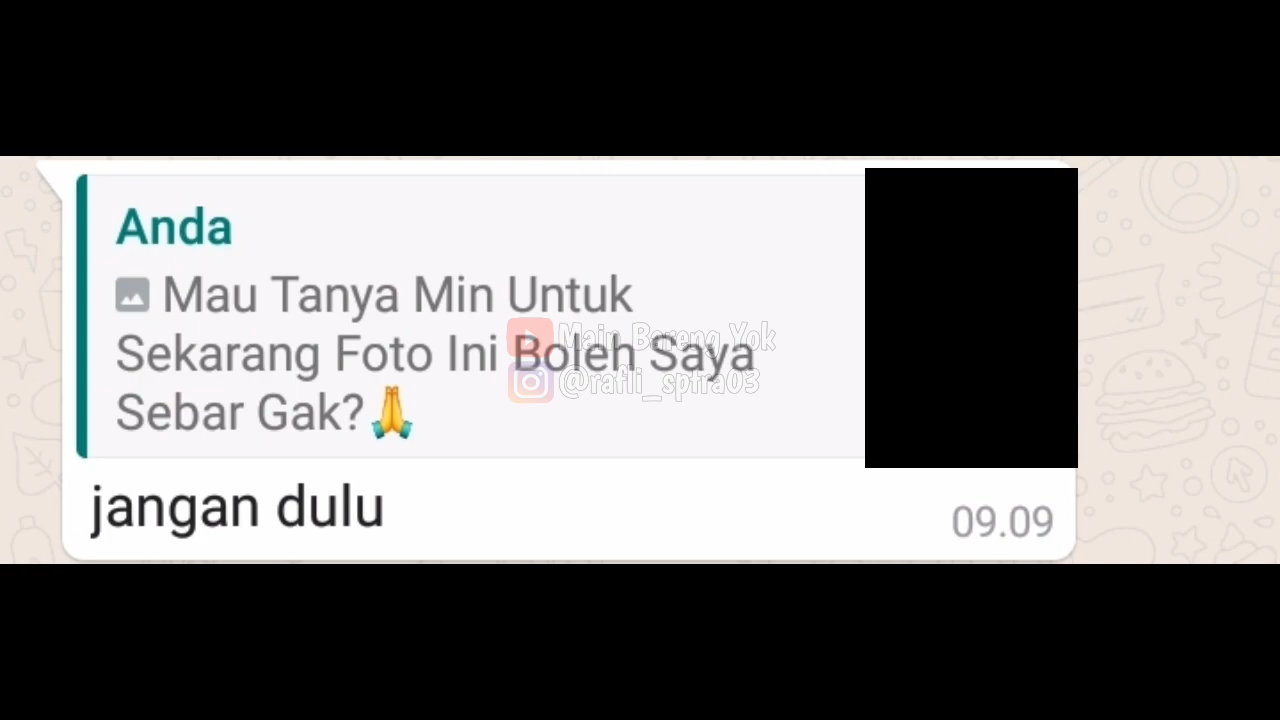 Anda
Mau Tanya Min Untuk
Sekarang Foto Ini Boleh Saya
Sebar Gak?🙏
Main Bereng Yok
@rafli_sptra03
jangan dulu
09.09